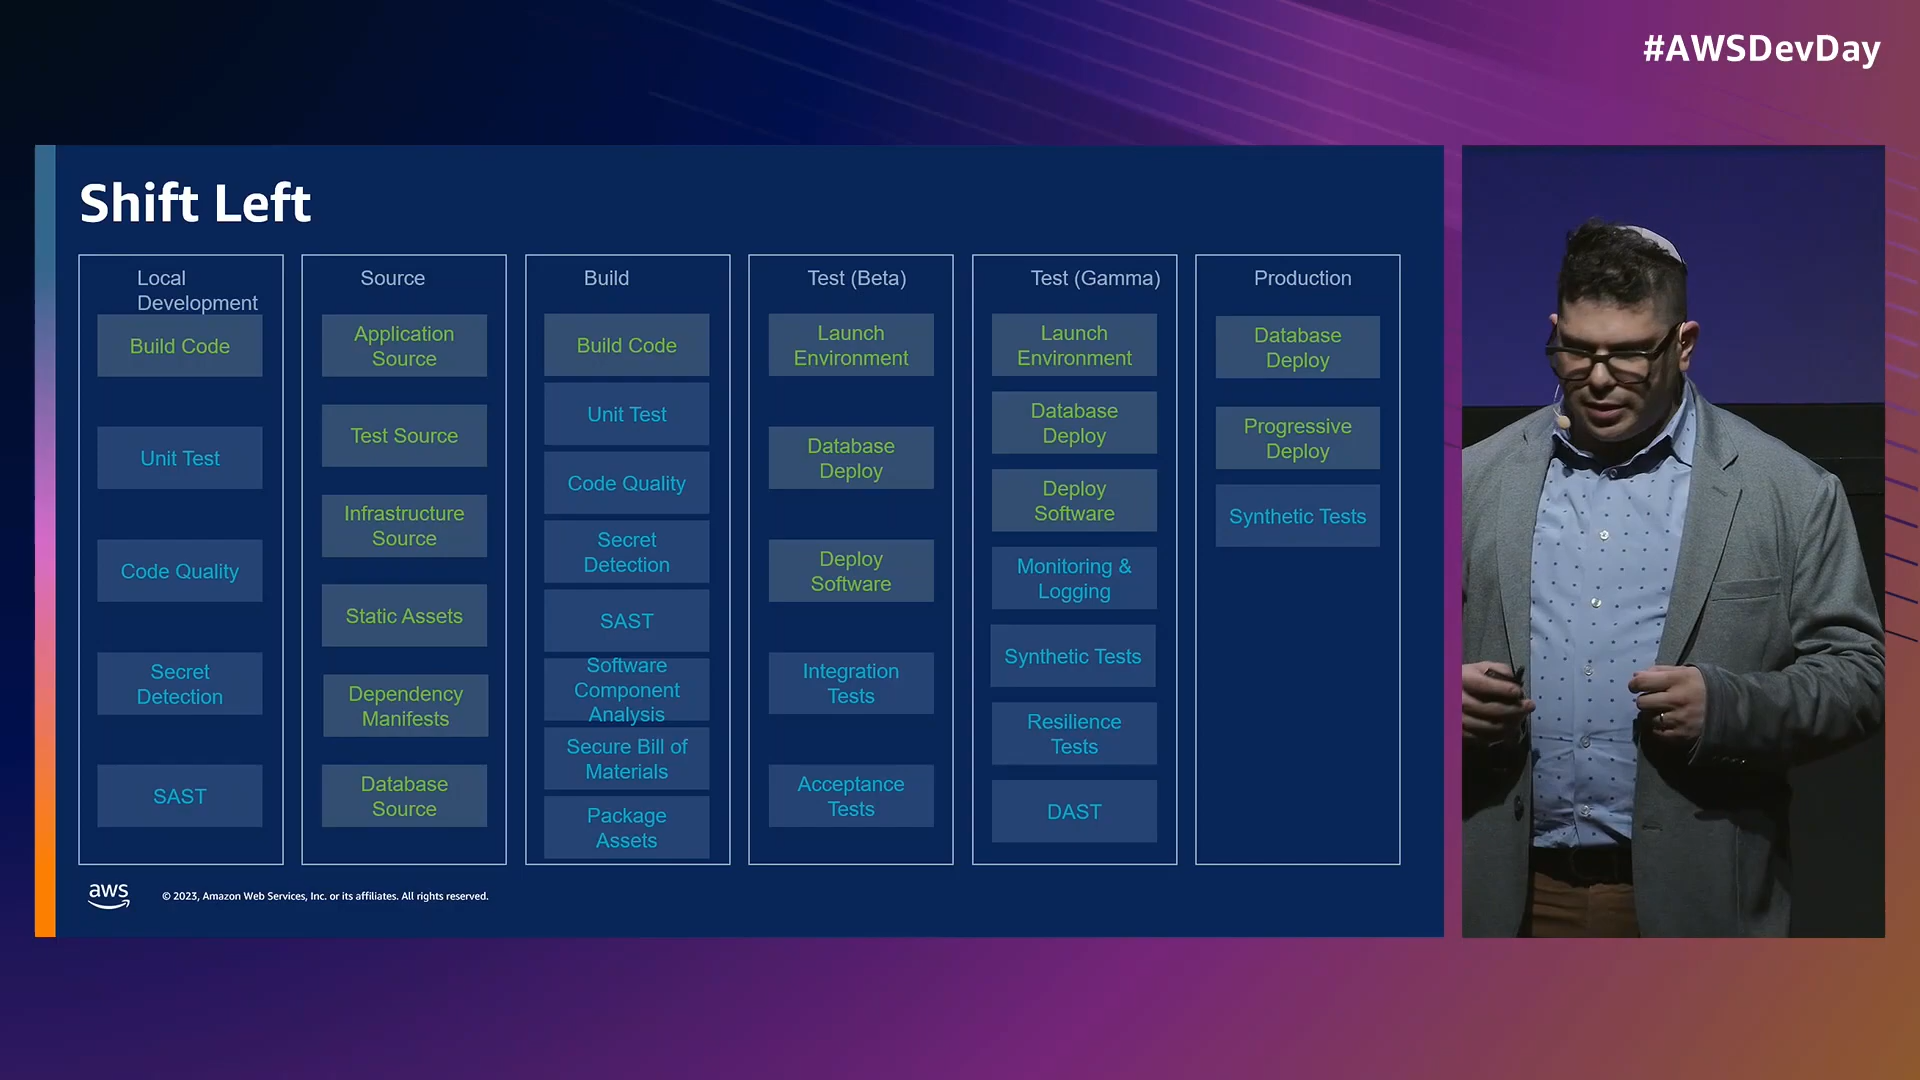 #AWSDevDay
Shift Left
Local
Development
Build Code
Unit Test
Code Quality
Secret
Detection
SAST
Source
Application
Source
Test Source
Infrastructure
Source
Static Assets
Dependency
Manifests
Database
Source
Build
Build Code
Unit Test
Code Quality
Secret
Detection
SAST
Software
Component
Analysis
Secure Bill of
Materials
Package
Assets
Test (Beta)
Launch
Environment
Database
Deploy
Deploy
Software
Integration
Tests
Acceptance
Tests
Test (Gamma)
Launch
Environment
Database
Deploy
Deploy
Software
Monitoring &
Logging
Synthetic Tests
Resilience
Tests
DAST
Production
Database
Deploy
Progressive
Deploy
Synthetic Tests
aws
© 2023, Amazon Web Services, Inc. or its affiliates. All rights reserved.